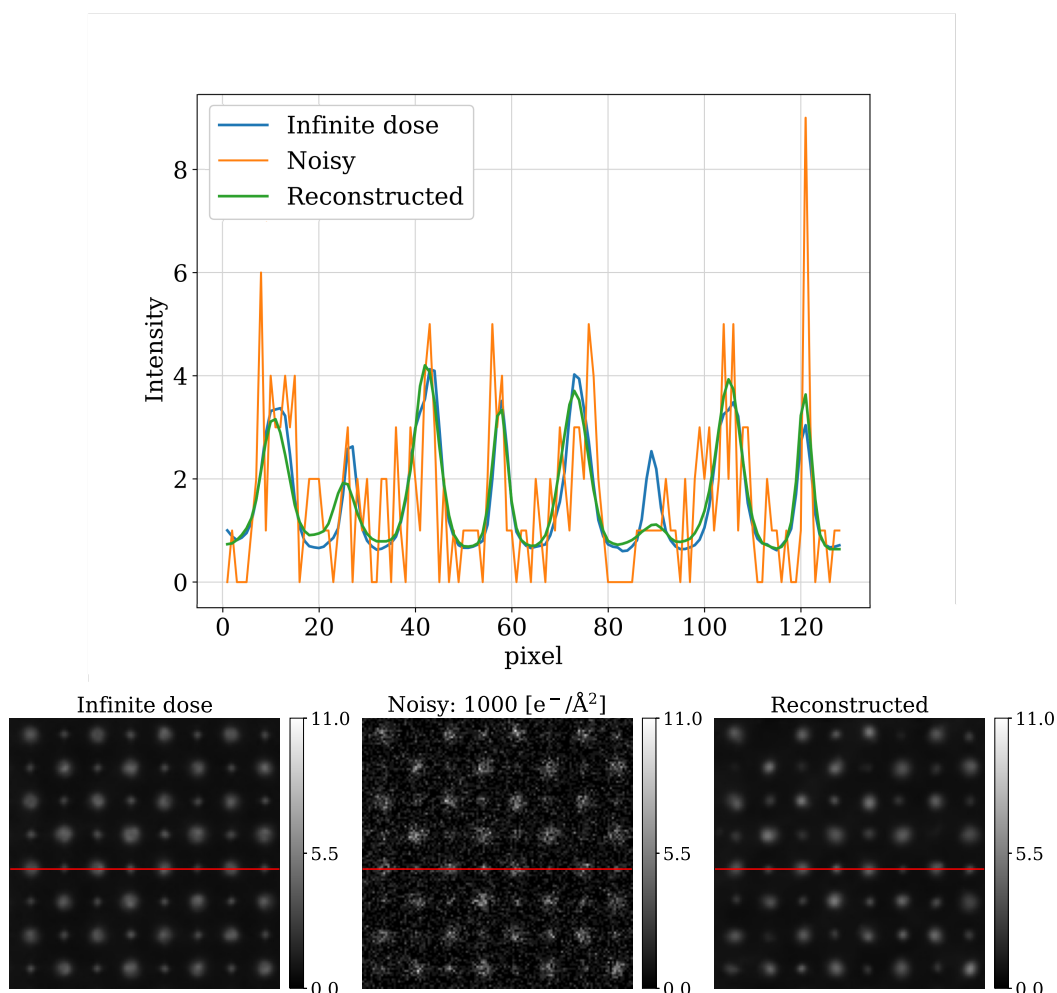 Infinite dose
Noisy
Reconstructed
8
6
4
2
0
Intensity
0 20 40 60 80 100 120
pixel
Infinite dose
Noisy: 1000 [e⁻/Å²]
Reconstructed
11.0
5.5
0.0
11.0
5.5
0.0
11.0
5.5
0.0